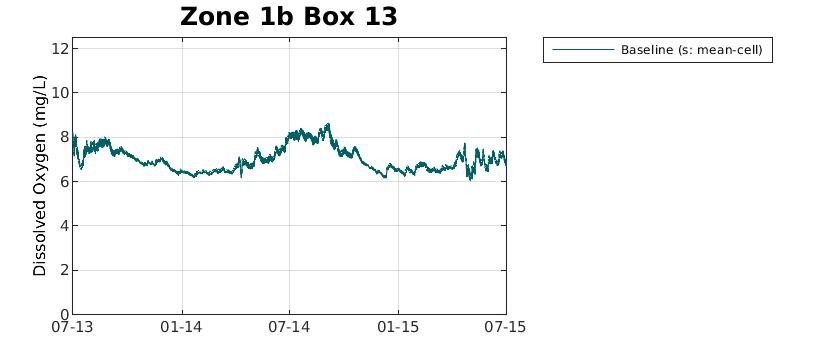 Zone 1b Box 13
Baseline (s: mean-cell)
Dissolved Oxygen (mg/L)
12
10
8
6
4
2
0
07-13 01-14 07-14 01-15 07-15